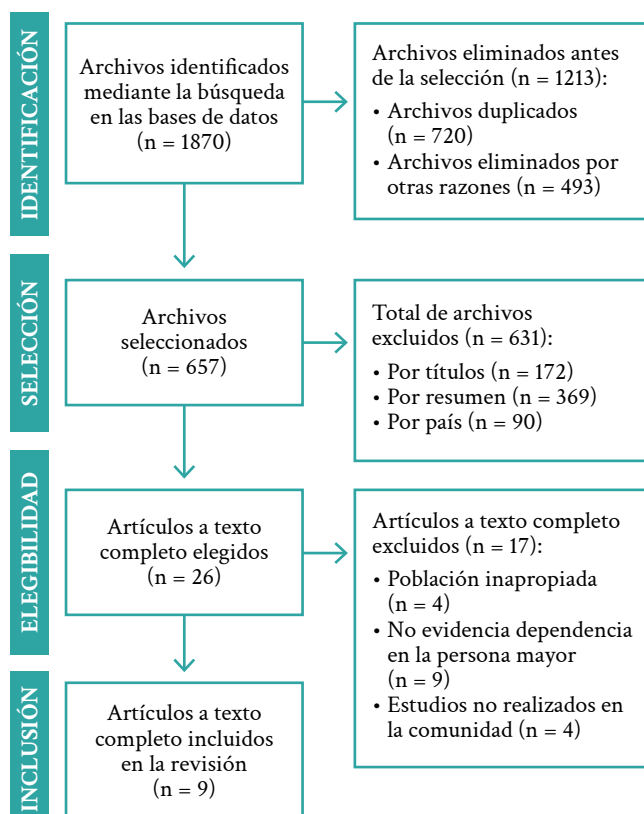 IDENTIFICACIÓN
Archivos identificados
mediante la búsqueda
en las bases de datos
(n = 1870)
Archivos eliminados antes
de la selección (n = 1213):
• Archivos duplicados
(n = 720)
• Archivos eliminados por
otras razones (n = 493)
SELECCIÓN
Archivos
seleccionados
(n = 657)
Total de archivos
excluidos (n = 631):
• Por títulos (n = 172)
• Por resumen (n = 369)
• Por país (n = 90)
ELEGIBILIDAD
Artículos a texto
completo elegidos
(n = 26)
Artículos a texto completo
excluidos (n = 17):
• Población inapropiada
(n = 4)
• No evidencia dependencia
en la persona mayor
(n = 9)
• Estudios no realizados en
la comunidad (n = 4)
INCLUSIÓN
Artículos a texto
completo incluidos
en la revisión
(n = 9)